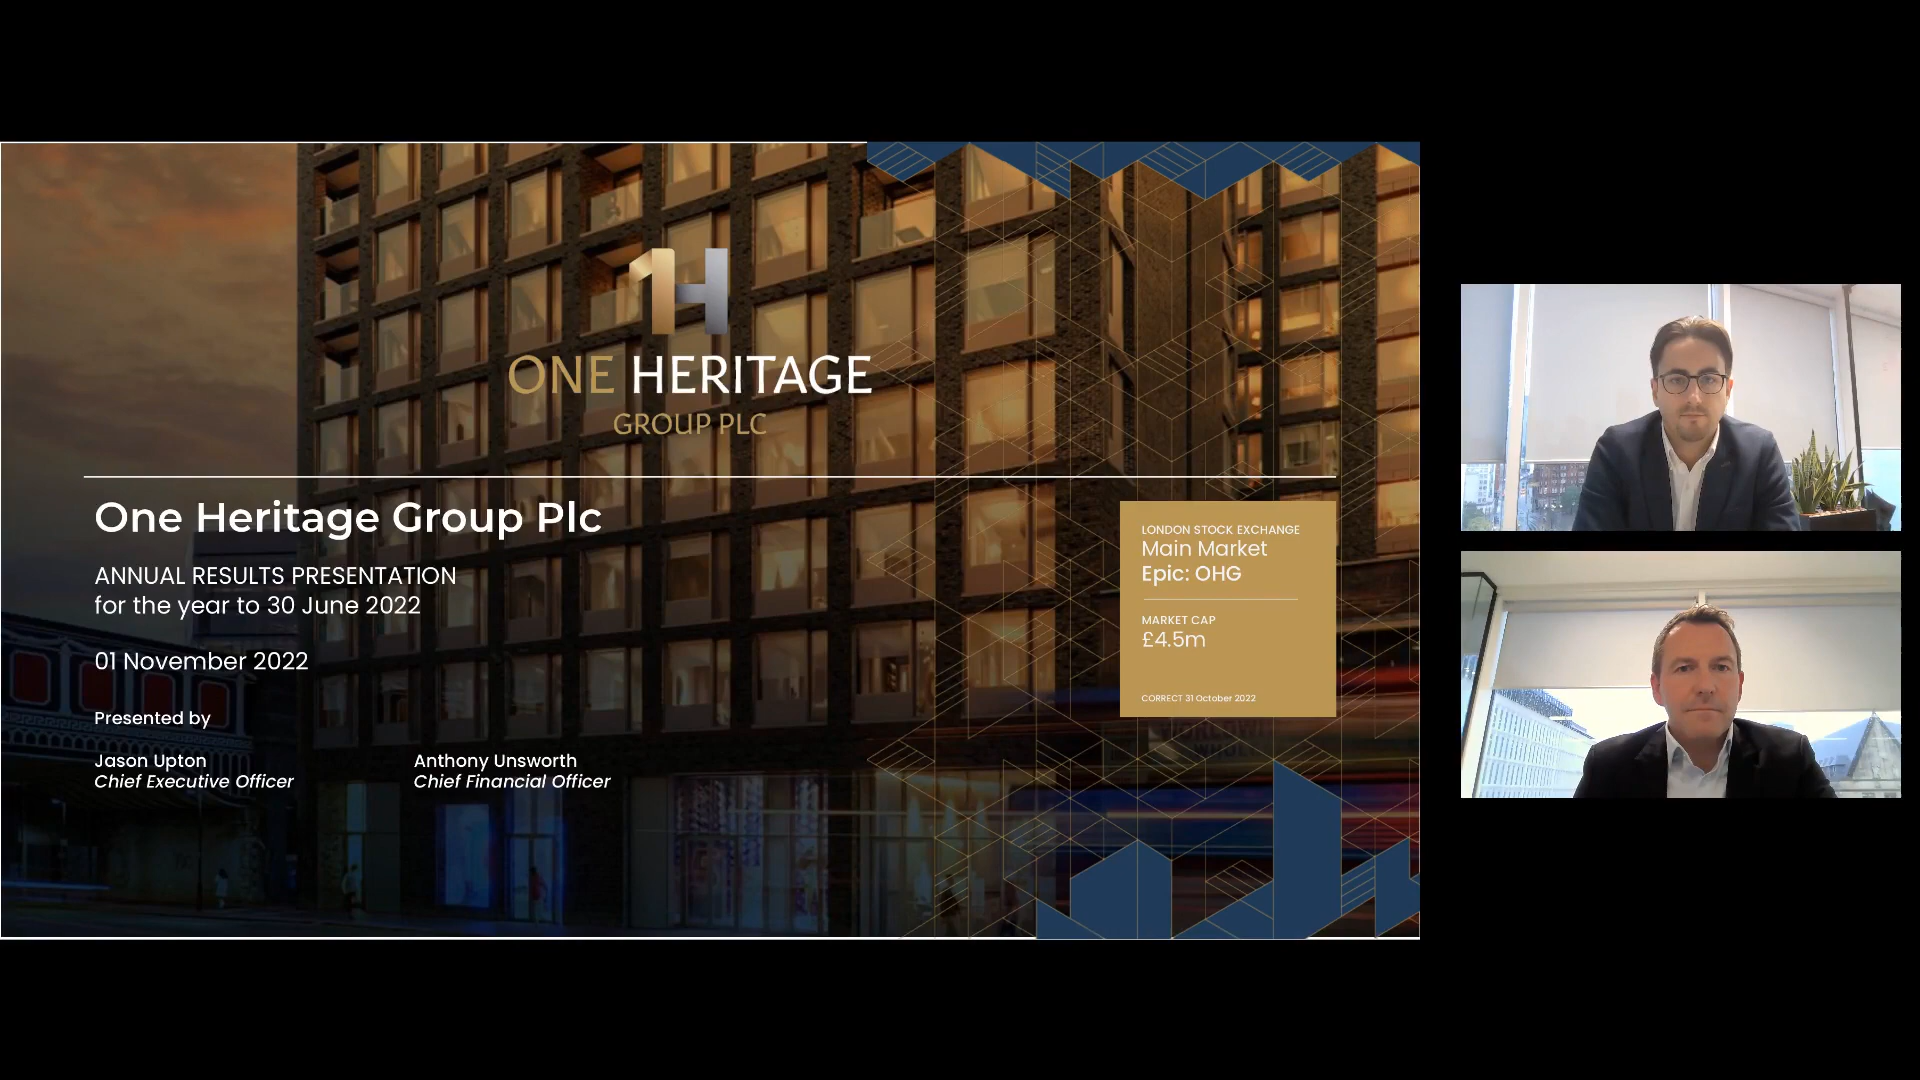 1H
ONE HERITAGE
GROUP PLC
One Heritage Group Plc
ANNUAL RESULTS PRESENTATION
for the year to 30 June 2022
01 November 2022
Presented by
Jason Upton
Chief Executive Officer
Anthony Unsworth
Chief Financial Officer
LONDON STOCK EXCHANGE
Main Market
Epic: OHG
MARKET CAP
£4.5m
CORRECT 31 October 2022